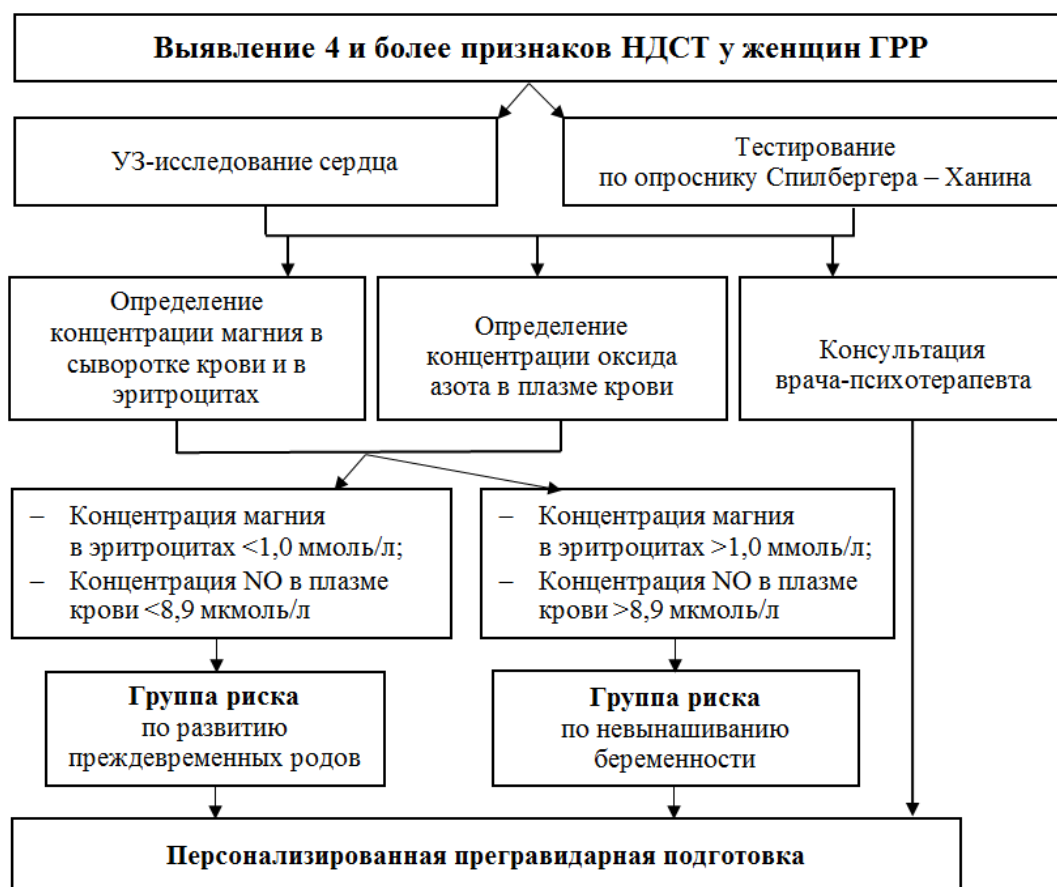 Выявление 4 и более признаков НДСТ у женщин ГРР
УЗ-исследование сердца
Тестирование
по опроснику Спилбергера – Ханина
Определение
концентрации магния в
сыворотке крови и в
эритроцитах
Определение
концентрации оксида
азота в плазме крови
Консультация
врача-психотерапевта
– Концентрация магния
в эритроцитах <1,0 ммоль/л;
– Концентрация NO в плазме
крови <8,9 мкмоль/л
– Концентрация магния
в эритроцитах >1,0 ммоль/л;
– Концентрация NO в плазме
крови >8,9 мкмоль/л
Группа риска
по развитию
преждевременных родов
Группа риска
по невынашиванию
беременности
Персонализированная прегравидарная подготовка